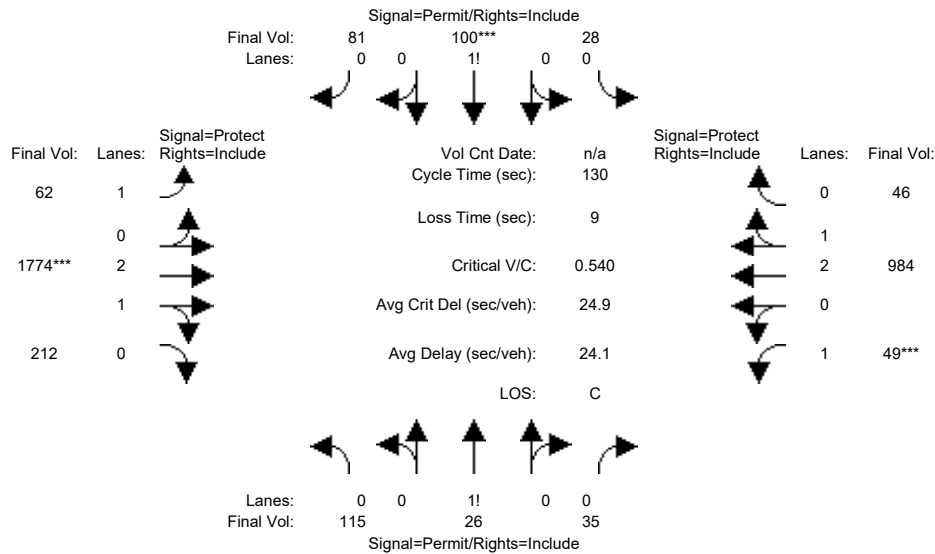 Signal=Permit/Rights=Include
Final Vol: 81 100*** 28
Lanes: 0 0 1! 0 0
Signal=Protect Signal=Protect
Final Vol: Lanes: Rights=Include Vol Cnt Date: n/a Rights=Include Lanes: Final Vol:
Cycle Time (sec): 130
62 1 0 46
Loss Time (sec): 9
0 1
1774*** 2 Critical V/C: 0.540 2 984
1 Avg Crit Del (sec/veh): 24.9 0
212 0 Avg Delay (sec/veh): 24.1 1 49***
LOS: C
Lanes: 0 0 1! 0 0
Final Vol: 115 26 35
Signal=Permit/Rights=Include